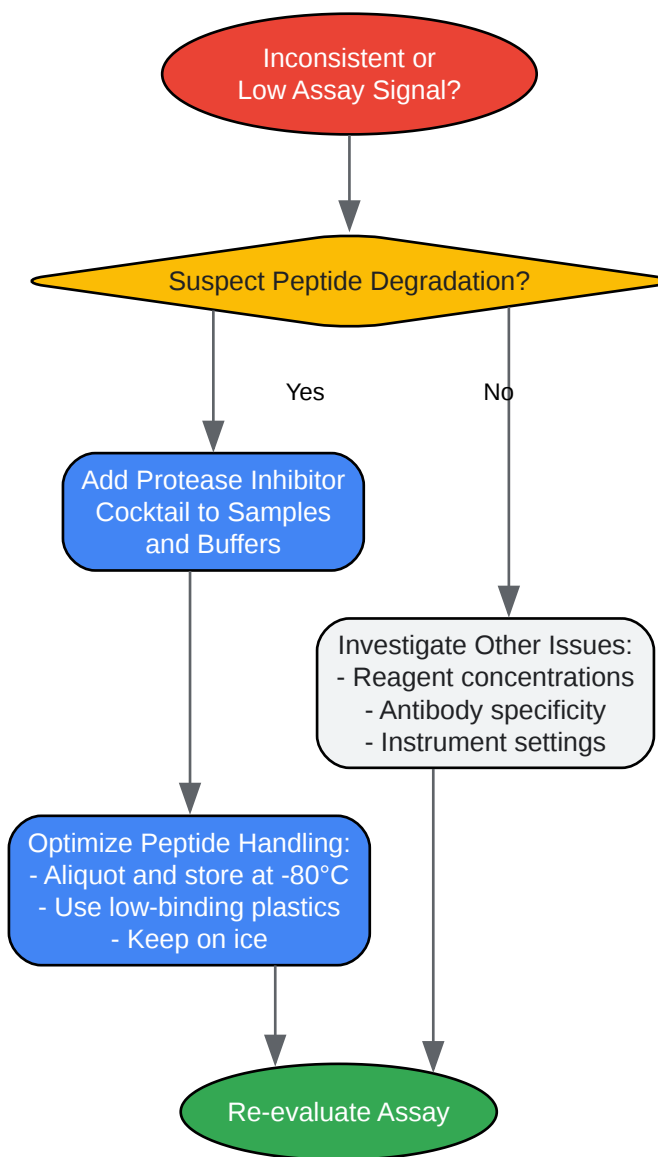 Inconsistent or
Low Assay Signal?
Suspect Peptide Degradation?
Yes
No
Add Protease Inhibitor
Cocktail to Samples
and Buffers
Investigate Other Issues:
- Reagent concentrations
- Antibody specificity
- Instrument settings
Optimize Peptide Handling:
- Aliquot and store at -80°C
- Use low-binding plastics
- Keep on ice
Re-evaluate Assay